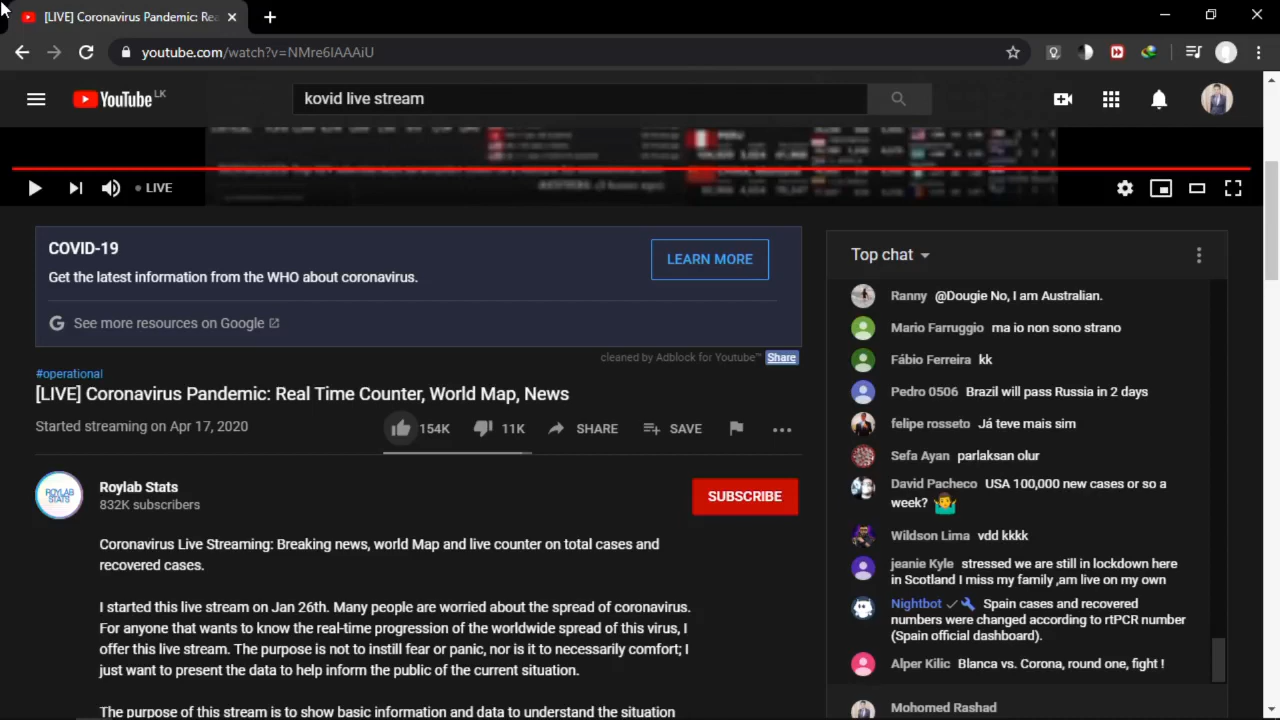 [LIVE] Coronavirus Pandemic: Rea
youtube.com/watch?v=NMre6IAAAiU
YouTube LK
kovid live stream
PERU
LIVE
COVID-19
Get the latest information from the WHO about coronavirus.
LEARN MORE
See more resources on Google
cleaned by Adblock for Youtube™ Share
#operational
[LIVE] Coronavirus Pandemic: Real Time Counter, World Map, News
Started streaming on Apr 17, 2020
154K
11K
SHARE
SAVE
ROYLAB
STATS
Roylab Stats
832K subscribers
SUBSCRIBE
Coronavirus Live Streaming: Breaking news, world Map and live counter on total cases and
recovered cases.
I started this live stream on Jan 26th. Many people are worried about the spread of coronavirus.
For anyone that wants to know the real-time progression of the worldwide spread of this virus, I
offer this live stream. The purpose is not to instill fear or panic, nor is it to necessarily comfort; I
just want to present the data to help inform the public of the current situation.
The purpose of this stream is to show basic information and data to understand the situation
Top chat
Ranny @Dougie No, I am Australian.
Mario Farruggio ma io non sono strano
Fábio Ferreira kk
Pedro 0506 Brazil will pass Russia in 2 days
felipe rosseto Já teve mais sim
Sefa Ayan parlaksan olur
David Pacheco USA 100,000 new cases or so a
week? 🤷‍♂️
Wildson Lima vdd kkkk
jeanie Kyle stressed we are still in lockdown here
in Scotland I miss my family ,am live on my own
Nightbot Spain cases and recovered
numbers were changed according to rtPCR number
(Spain official dashboard).
Alper Kilic Blanca vs. Corona, round one, fight !
Mohomed Rashad